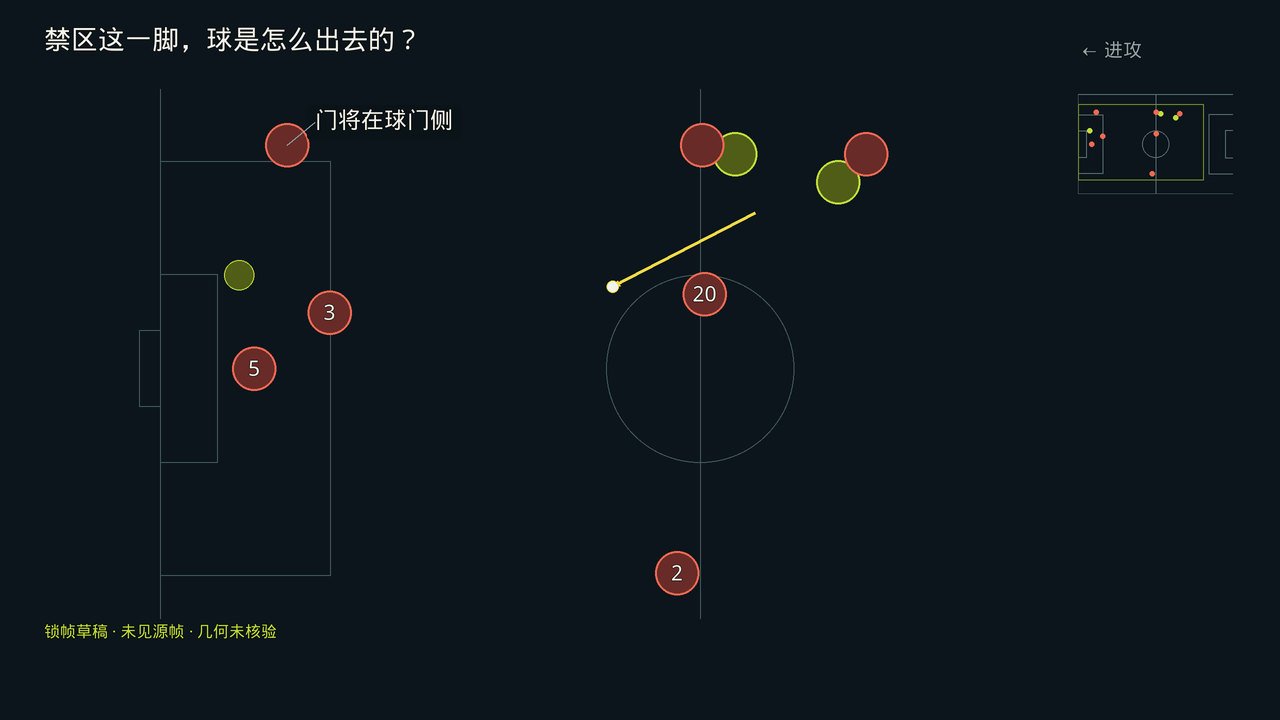 禁区这一脚，球是怎么出去的？
← 进攻
门将在球门侧
20
3
5
2
锁帧草稿 · 未见源帧 · 几何未核验